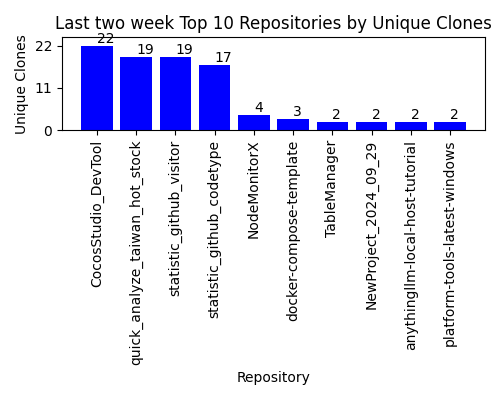 Last two week Top 10 Repositories by Unique Clones
Unique Clones
22
11
0
22
19
19
17
4
3
2
2
2
2
CocosStudio_DevTool
quick_analyze_taiwan_hot_stock
statistic_github_visitor
statistic_github_codetype
NodeMonitorX
docker-compose-template
TableManager
NewProject_2024_09_29
anythingllm-local-host-tutorial
platform-tools-latest-windows
Repository